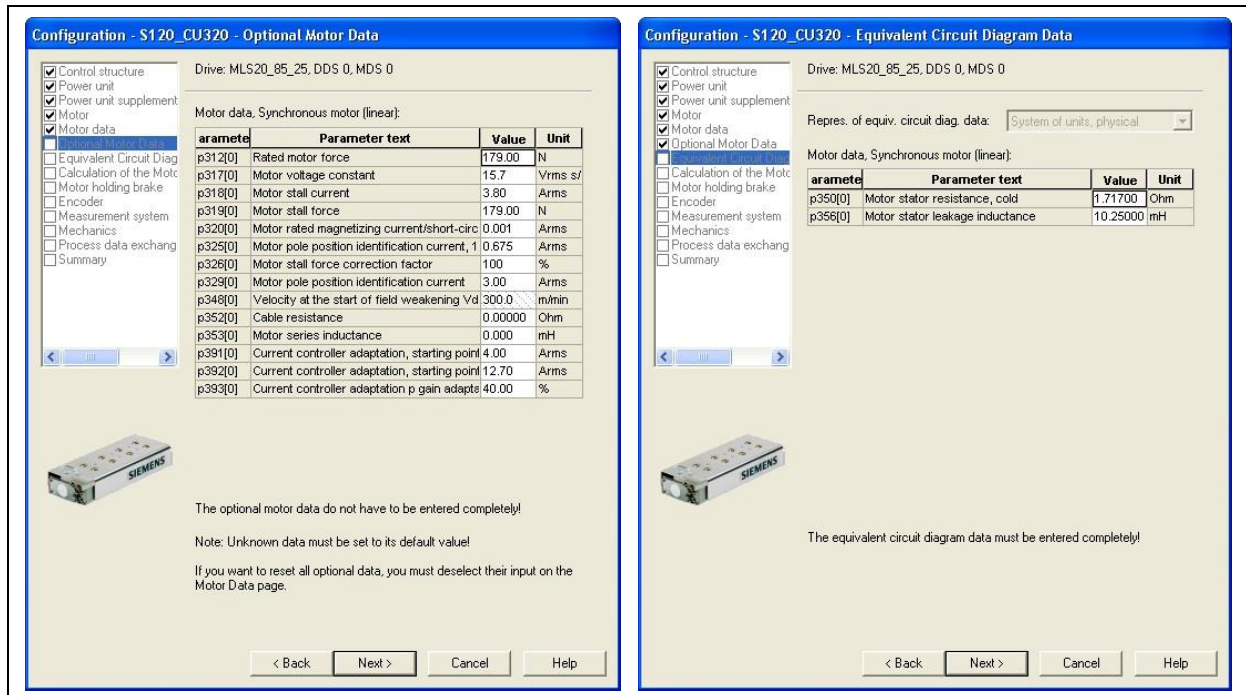 Configuration - S120_CU320 - Optional Motor Data
Control structure
Power unit
Power unit supplement
Motor
Motor data
Optional Motor Data
Equivalent Circuit Diag
Calculation of the Moto
Motor holding brake
Encoder
Measurement system
Mechanics
Process data exchang
Summary
Drive: MLS20_85_25, DDS 0, MDS 0
Motor data, Synchronous motor (linear):
aramete Parameter text Value Unit
p312[0] Rated motor force 179.00 N
p317[0] Motor voltage constant 15.7 Vrms s/
p318[0] Motor stall current 3.80 Arms
p319[0] Motor stall force 179.00 N
p320[0] Motor rated magnetizing current/short-circ 0.001 Arms
p325[0] Motor pole position identification current, 1 0.675 Arms
p326[0] Motor stall force correction factor 100 %
p329[0] Motor pole position identification current 3.00 Arms
p348[0] Velocity at the start of field weakening Vd 300.0 m/min
p352[0] Cable resistance 0.00000 Ohm
p353[0] Motor series inductance 0.000 mH
p391[0] Current controller adaptation, starting point 4.00 Arms
p392[0] Current controller adaptation, starting point 12.70 Arms
p393[0] Current controller adaptation p gain adapta 40.00 %
SIEMENS
The optional motor data do not have to be entered completely!
Note: Unknown data must be set to its default value!
If you want to reset all optional data, you must deselect their input on the
Motor Data page.
< Back Next > Cancel Help
Configuration - S120_CU320 - Equivalent Circuit Diagram Data
Control structure
Power unit
Power unit supplement
Motor
Motor data
Optional Motor Data
Equivalent Circuit Diag
Calculation of the Moto
Motor holding brake
Encoder
Measurement system
Mechanics
Process data exchang
Summary
Drive: MLS20_85_25, DDS 0, MDS 0
Repres. of equiv. circuit diag. data: System of units, physical
Motor data, Synchronous motor (linear):
aramete Parameter text Value Unit
p350[0] Motor stator resistance, cold 1.71700 Ohm
p356[0] Motor stator leakage inductance 10.25000 mH
SIEMENS
The equivalent circuit diagram data must be entered completely!
< Back Next > Cancel Help